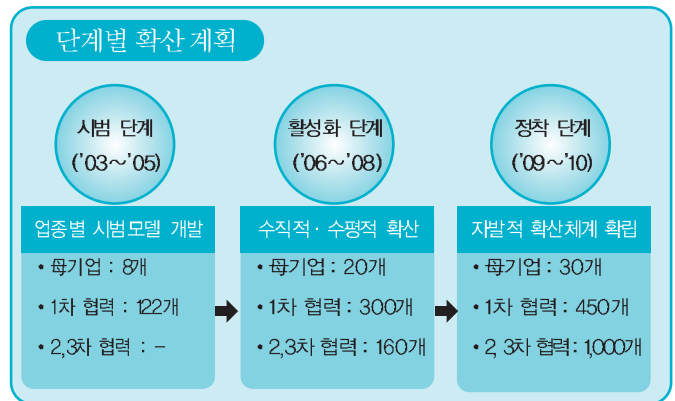 단계별 확산 계획
시범 단계
('03~'05)
업종별 시범모델 개발
• 母기업 : 8개
• 1차 협력 : 122개
• 2,3차 협력 : -
활성화 단계
('06~'08)
수직적·수평적 확산
• 母기업 : 20개
• 1차 협력 : 300개
• 2,3차 협력 : 160개
정착 단계
('09~'10)
자발적 확산체계 확립
• 母기업 : 30개
• 1차 협력 : 450개
• 2, 3차 협력 : 1,000개